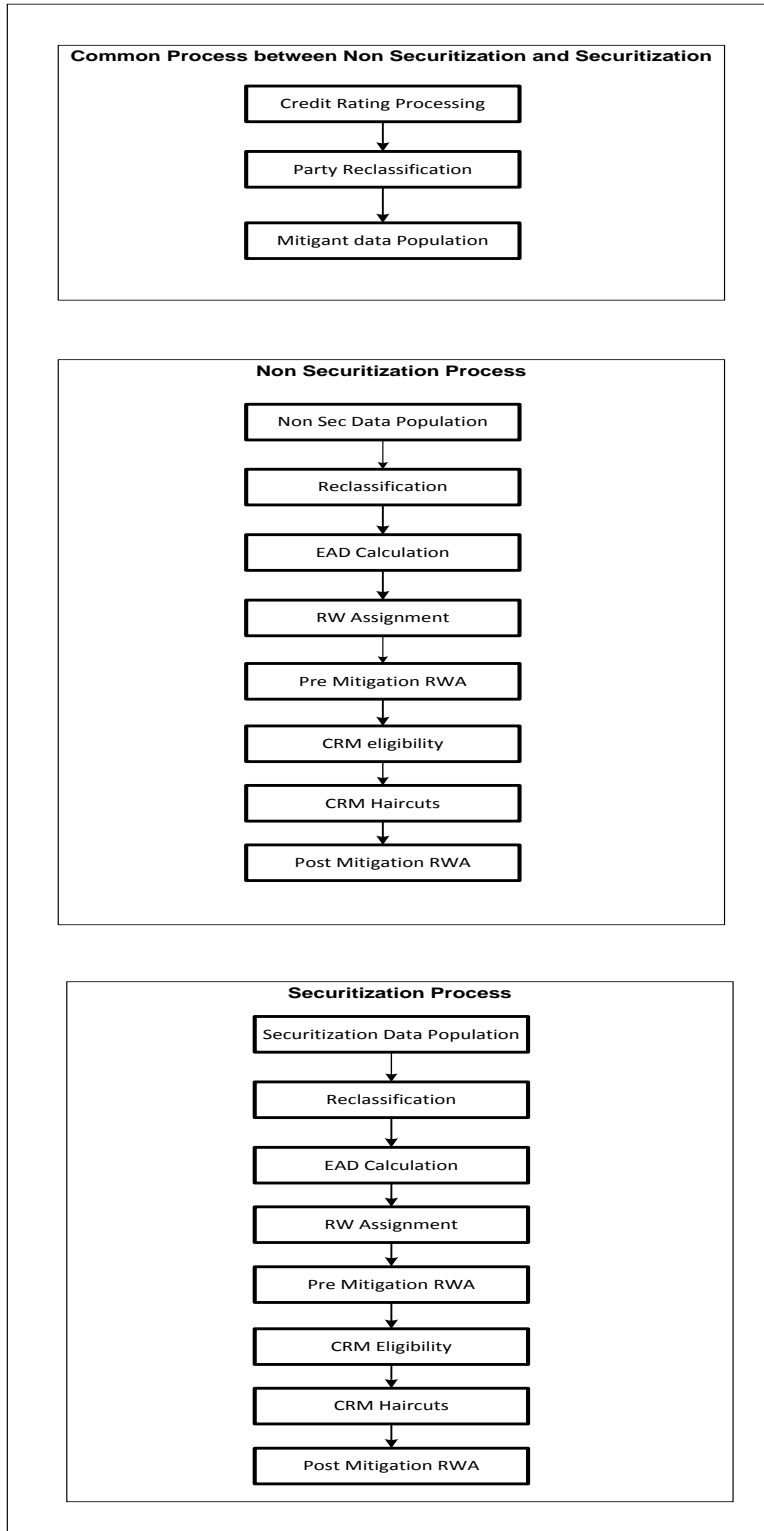 Common Process between Non Securitization and Securitization
Credit Rating Processing
Party Reclassification
Mitigant data Population
Non Securitization Process
Non Sec Data Population
Reclassification
EAD Calculation
RW Assignment
Pre Mitigation RWA
CRM eligibility
CRM Haircuts
Post Mitigation RWA
Securitization Process
Securitization Data Population
Reclassification
EAD Calculation
RW Assignment
Pre Mitigation RWA
CRM Eligibility
CRM Haircuts
Post Mitigation RWA